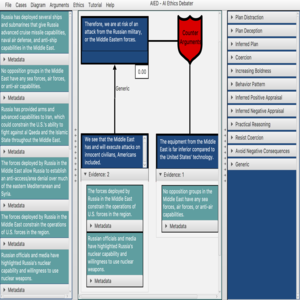 File Cases Diagram Arguments Ethics Tutorial Help
AIED - AI Ethics Debater
Russia has deployed several ships
and submarines that give Russia
advanced cruise missile capabilities,
naval air defense, and anti-ship
capabilities in the Middle East.
Metadata
No opposition groups in the Middle
East have any sea forces, air forces,
or anti-air capabilities.
Metadata
Russia has provided arms and
advanced capabilities to Iran, which
could constrain the U.S.'s ability to
fight against al Qaeda and the Islamic
State throughout the Middle East.
Metadata
The forces deployed by Russia in the
Middle East allow Russia to establish
an anti-access/area denial over much
of the eastern Mediterranean and
Syria.
Metadata
The forces deployed by Russia in the
Middle East constrain the operations
of U.S. forces in the region.
Metadata
Russian officials and media
have highlighted Russia's
nuclear capability and
willingness to use nuclear
weapons.
Metadata
Therefore, we are at risk of an
attack from the Russian military,
or the Middle Eastern forces.
Counter
Arguments
0.00
Generic
We see that the Middle East
has and will execute attacks on
innocent civilians, Americans
included.
Evidence: 2
The forces deployed by
Russia in the Middle East
constrain the operations of
U.S. forces in the region.
Metadata
Russian officials and media
have highlighted Russia's
nuclear capability and
willingness to use nuclear
weapons.
Metadata
The equipment from the Middle
East is far inferior compared to
the United States' technology.
Evidence: 1
No opposition groups in the
Middle East have any sea
forces, air forces, or anti-air
capabilities.
Metadata
Plan Distraction
Plan Deception
Inferred Plan
Coercion
Increasing Boldness
Behavior Pattern
Inferred Positive Appraisal
Inferred Negative Appraisal
Practical Reasoning
Resist Coercion
Avoid Negative Consequences
Generic